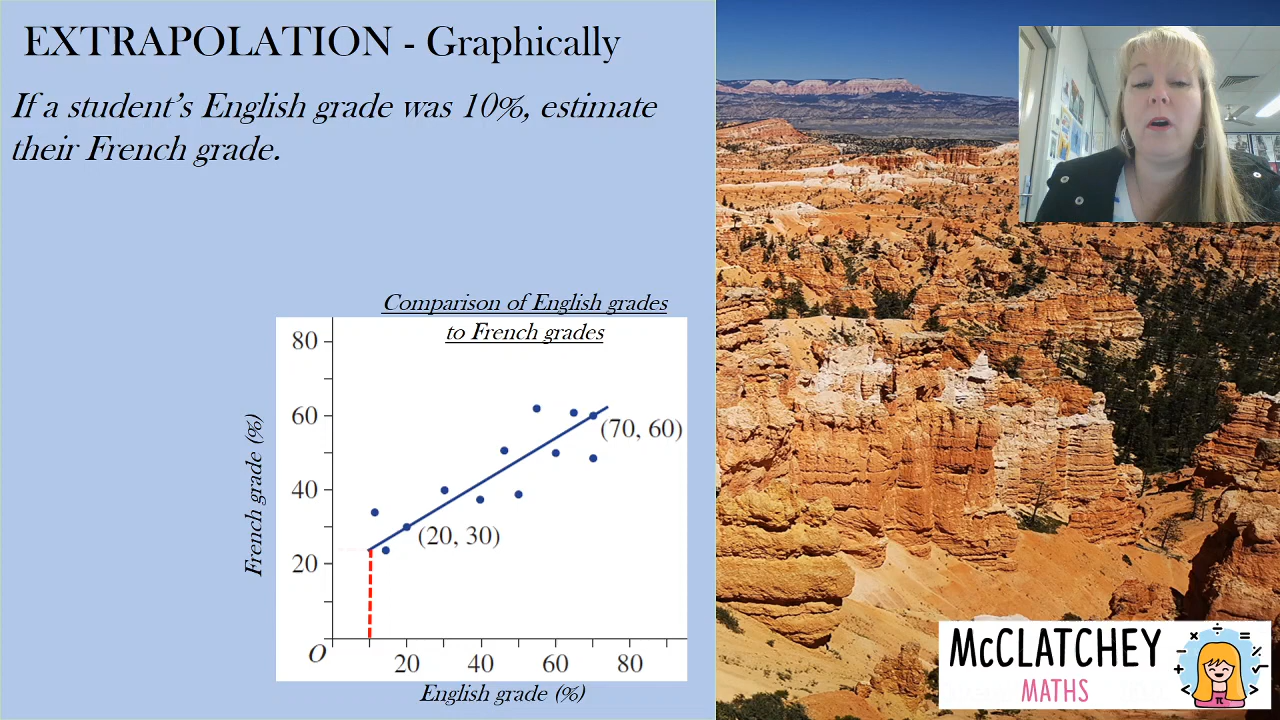 EXTRAPOLATION - Graphically
If a student's English grade was 10%, estimate
their French grade.
Comparison of English grades
to French grades
80
60
40
20
O
20
40
60
80
(70, 60)
(20, 30)
French grade (%)
English grade (%)
McCLATCHEY
MATHS